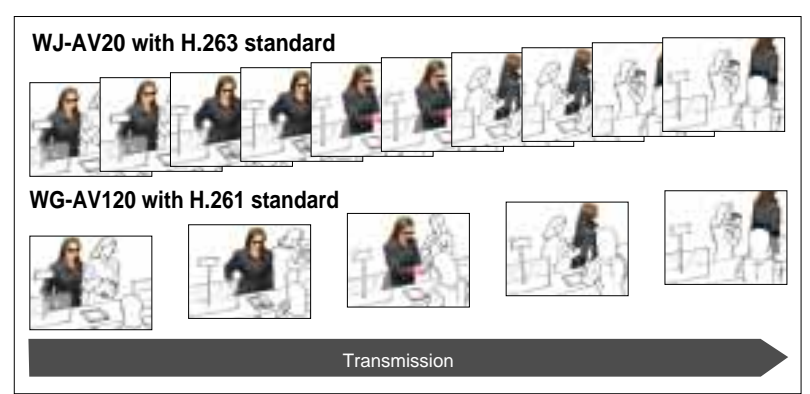 WJ-AV20 with H.263 standard
WG-AV120 with H.261 standard
Transmission